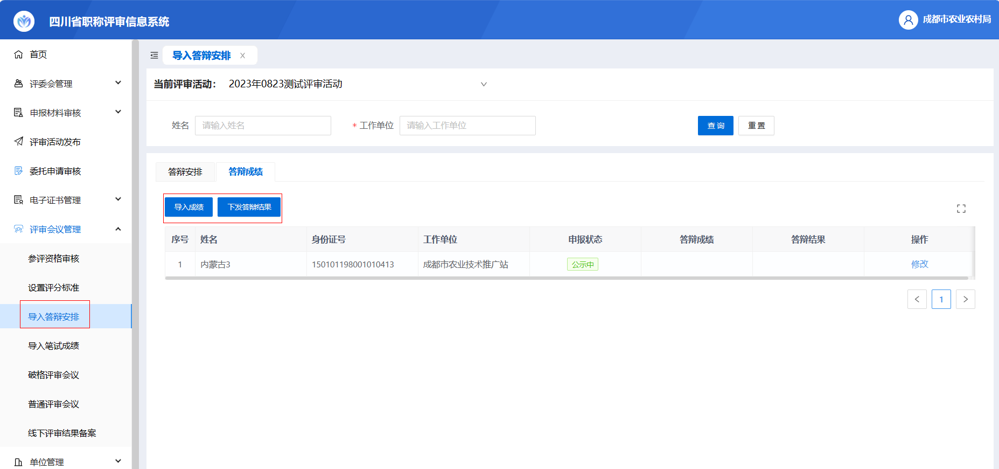 四川省职称评审信息系统
成都市农业农村局
首页
评委会管理
申报材料审核
评审活动发布
委托申请审核
电子证书管理
评审会议管理
参评资格审核
设置评分标准
导入答辩安排
导入笔试成绩
破格评审会议
普通评审会议
线下评审结果备案
单位管理
导入答辩安排 x
当前评审活动： 2023年0823测试评审活动
姓名 请输入姓名 * 工作单位 请输入工作单位 查 询 重 置
答辩安排 答辩成绩
导入成绩 下发答辩结果
序号 姓名 身份证号 工作单位 申报状态 答辩成绩 答辩结果 操作
1 内蒙古3 150101198001010413 成都市农业技术推广站 公示中 修改
< 1 >